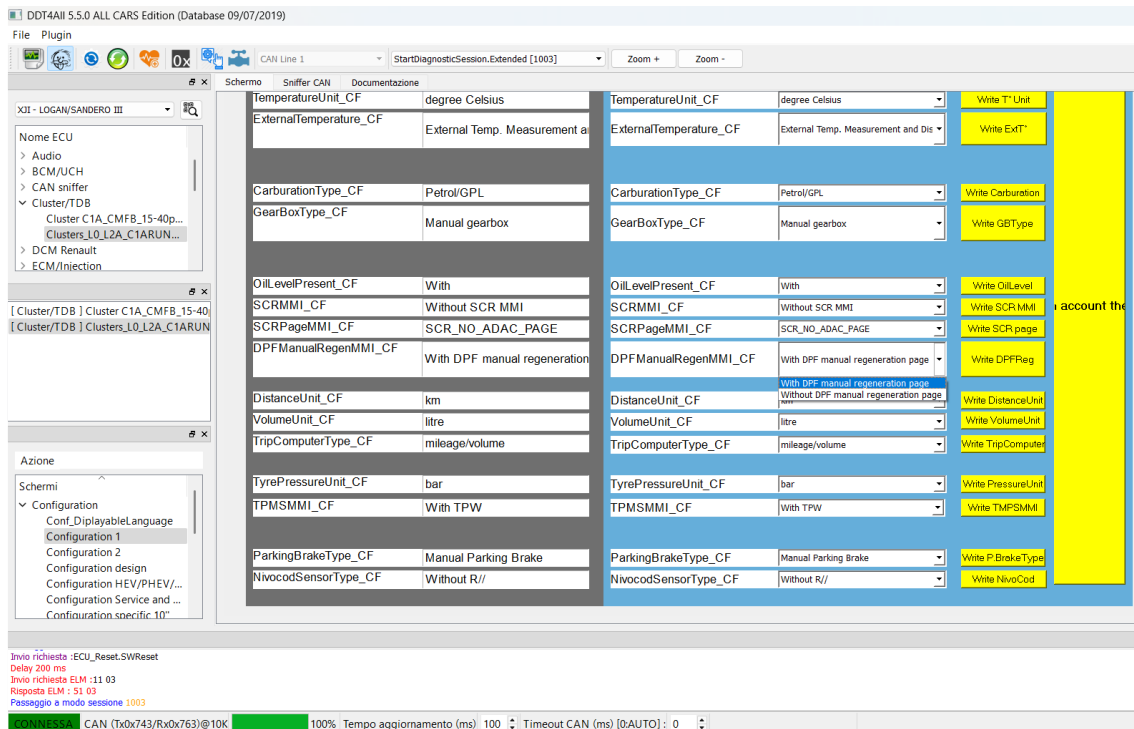 DDT4All 5.5.0 ALL CARS Edition (Database 09/07/2019)
File Plugin
0x CAN Line 1 StartDiagnosticSession.Extended [1003] Zoom + Zoom -
Schermo Sniffer CAN Documentazione
XJI - LOGAN/SANDERO III
Nome ECU
Audio
BCM/UCH
CAN sniffer
Cluster/TDB
Cluster C1A_CMFB_15-40p...
Clusters_L0_L2A_C1ARUN...
DCM Renault
ECM/Injection
[ Cluster/TDB ] Cluster C1A_CMFB_15-40
[ Cluster/TDB ] Clusters_L0_L2A_C1ARUN
Azione
Schermi
Configuration
Conf_DiplayableLanguage
Configuration 1
Configuration 2
Configuration design
Configuration HEV/PHEV/...
Configuration Service and ...
Configuration specific 10"
TemperatureUnit_CF degree Celsius TemperatureUnit_CF degree Celsius Write T° Unit
ExternalTemperature_CF External Temp. Measurement a ExternalTemperature_CF External Temp. Measurement and Dis Write ExtT°
CarburationType_CF Petrol/GPL CarburationType_CF Petrol/GPL Write Carburation
GearBoxType_CF Manual gearbox GearBoxType_CF Manual gearbox Write GBType
OilLevelPresent_CF With OilLevelPresent_CF With Write OilLevel
SCRMMI_CF Without SCR MMI SCRMMI_CF Without SCR MMI Write SCR MMI account the
SCRPageMMI_CF SCR_NO_ADAC_PAGE SCRPageMMI_CF SCR_NO_ADAC_PAGE Write SCR page
DPFManualRegenMMI_CF With DPF manual regeneration DPFManualRegenMMI_CF With DPF manual regeneration page Write DPFReg
With DPF manual regeneration page
Without DPF manual regeneration page
DistanceUnit_CF km DistanceUnit_CF km Write DistanceUnit
VolumeUnit_CF litre VolumeUnit_CF litre Write VolumeUnit
TripComputerType_CF mileage/volume TripComputerType_CF mileage/volume Write TripComputer
TyrePressureUnit_CF bar TyrePressureUnit_CF bar Write PressureUnit
TPMSMMI_CF With TPW TPMSMMI_CF With TPW Write TMPSMMI
ParkingBrakeType_CF Manual Parking Brake ParkingBrakeType_CF Manual Parking Brake Write P.BrakeType
NivocodSensorType_CF Without R// NivocodSensorType_CF Without R// Write NivoCod
Invio richiesta :ECU_Reset.SWReset
Delay 200 ms
Invio richiesta ELM :11 03
Risposta ELM : 51 03
Passaggio a modo sessione 1003
CONNESSA CAN (Tx0x743/Rx0x763)@10K 100% Tempo aggiornamento (ms) 100 Timeout CAN (ms) [0:AUTO] : 0